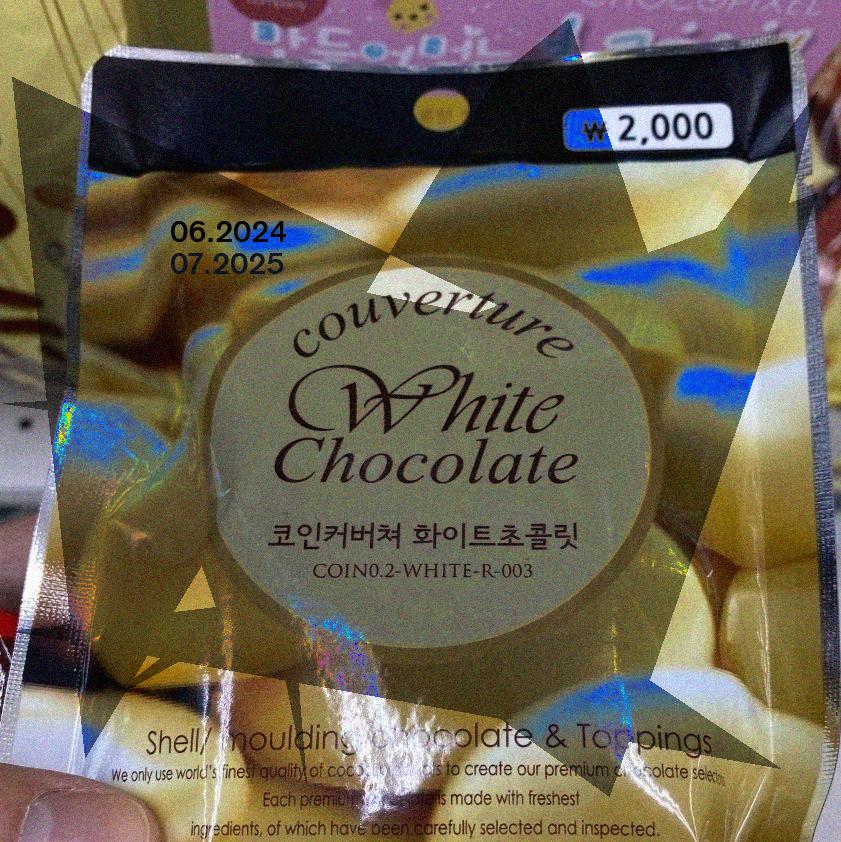 CHOCOPIXEL
₩ 2,000
06.2024
07.2025
couverture
White
Chocolate
코인커버쳐 화이트초콜릿
COIN0.2-WHITE-R-003
Shell/ moulding chocolate & Toppings
We only use world's finest quality of to create our premium chocolate
Each premium is made with freshest
ingredients, of which have been carefully selected and inspected.